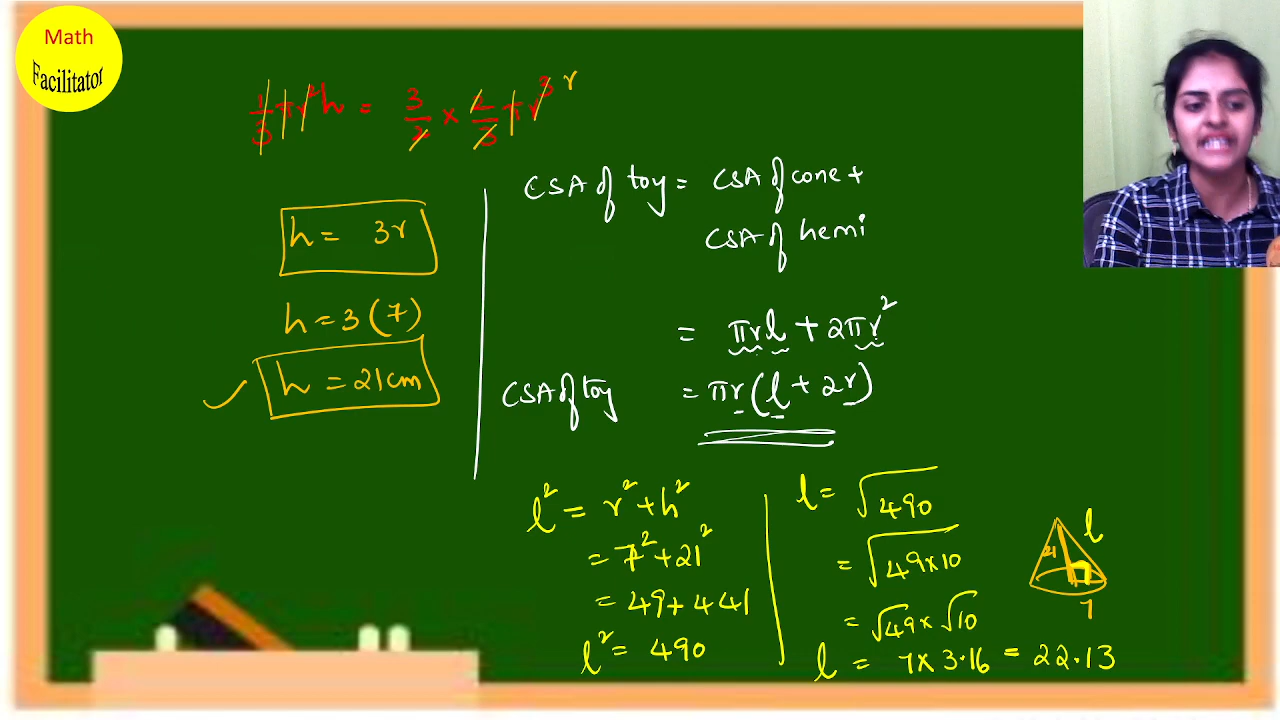 Math
Facilitator
1/3 πr²h = 3/2 × 2/3 πr³ r
h = 3r
h = 3(7)
h = 21cm
CSA of toy = CSA of cone +
CSA of hemi
= πrl + 2πr²
CSA of toy = πr(l + 2r)
l² = r² + h²
= 7² + 21²
= 49 + 441
l² = 490
l = √490
= √49×10
= √49 × √10
l = 7 × 3.16 = 22.13
l
21
7